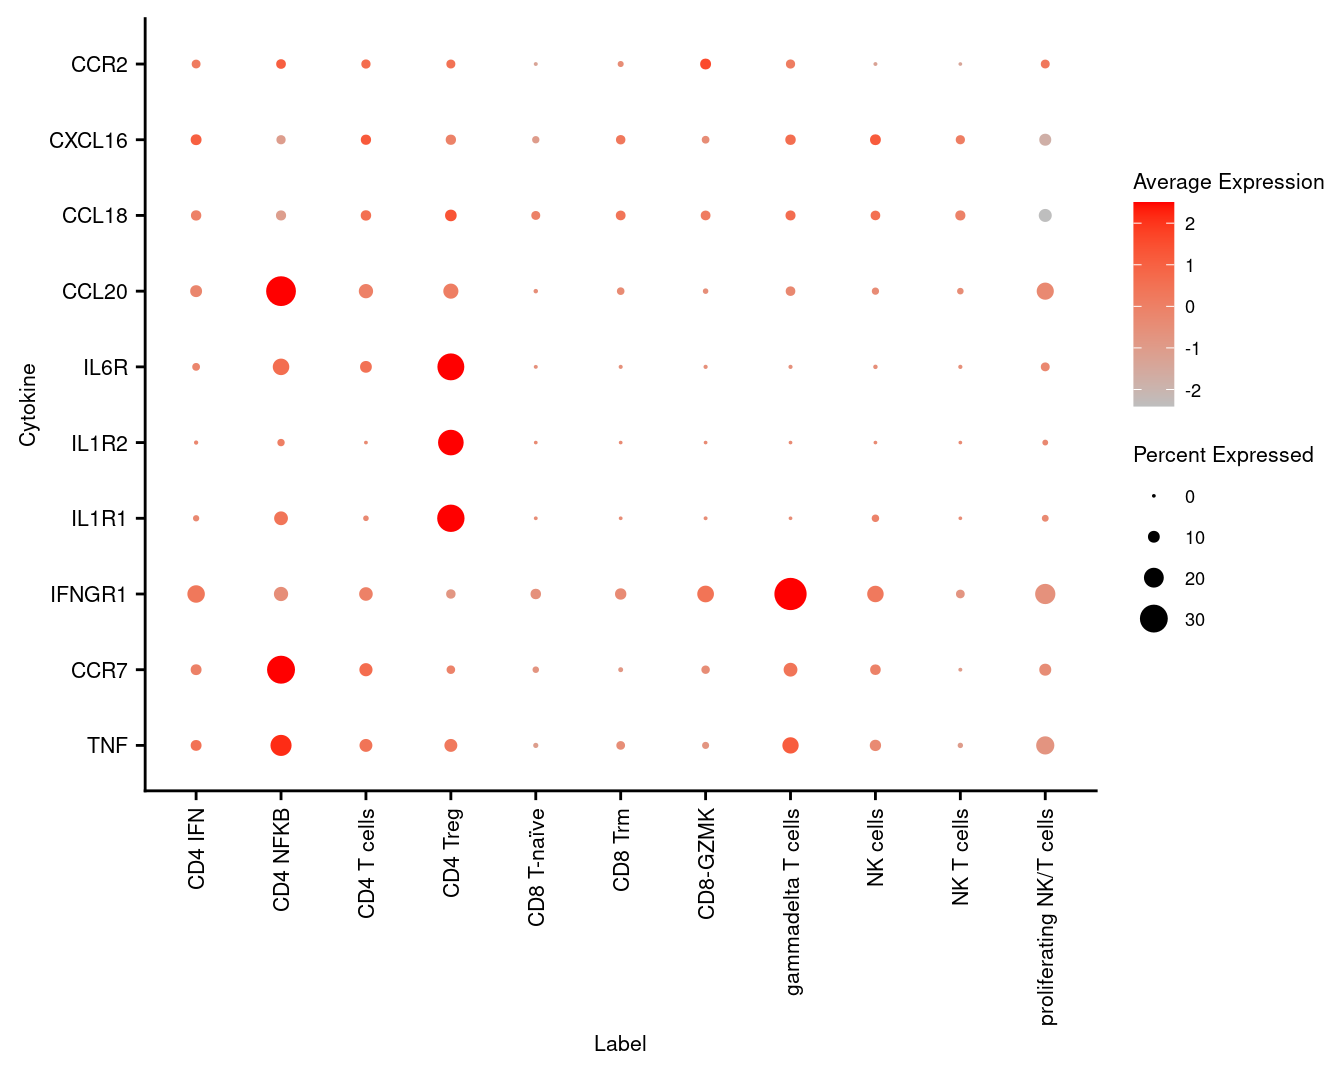 CCR2
CXCL16
CCL18
CCL20
IL6R
IL1R2
IL1R1
IFNGR1
CCR7
TNF
Cytokine
CD4 IFN
CD4 NFKB
CD4 T cells
CD4 Treg
CD8 T-naïve
CD8 Trm
CD8-GZMK
gammadelta T cells
NK cells
NK T cells
proliferating NK/T cells
Label
Average Expression
2
1
0
-1
-2
Percent Expressed
0
10
20
30